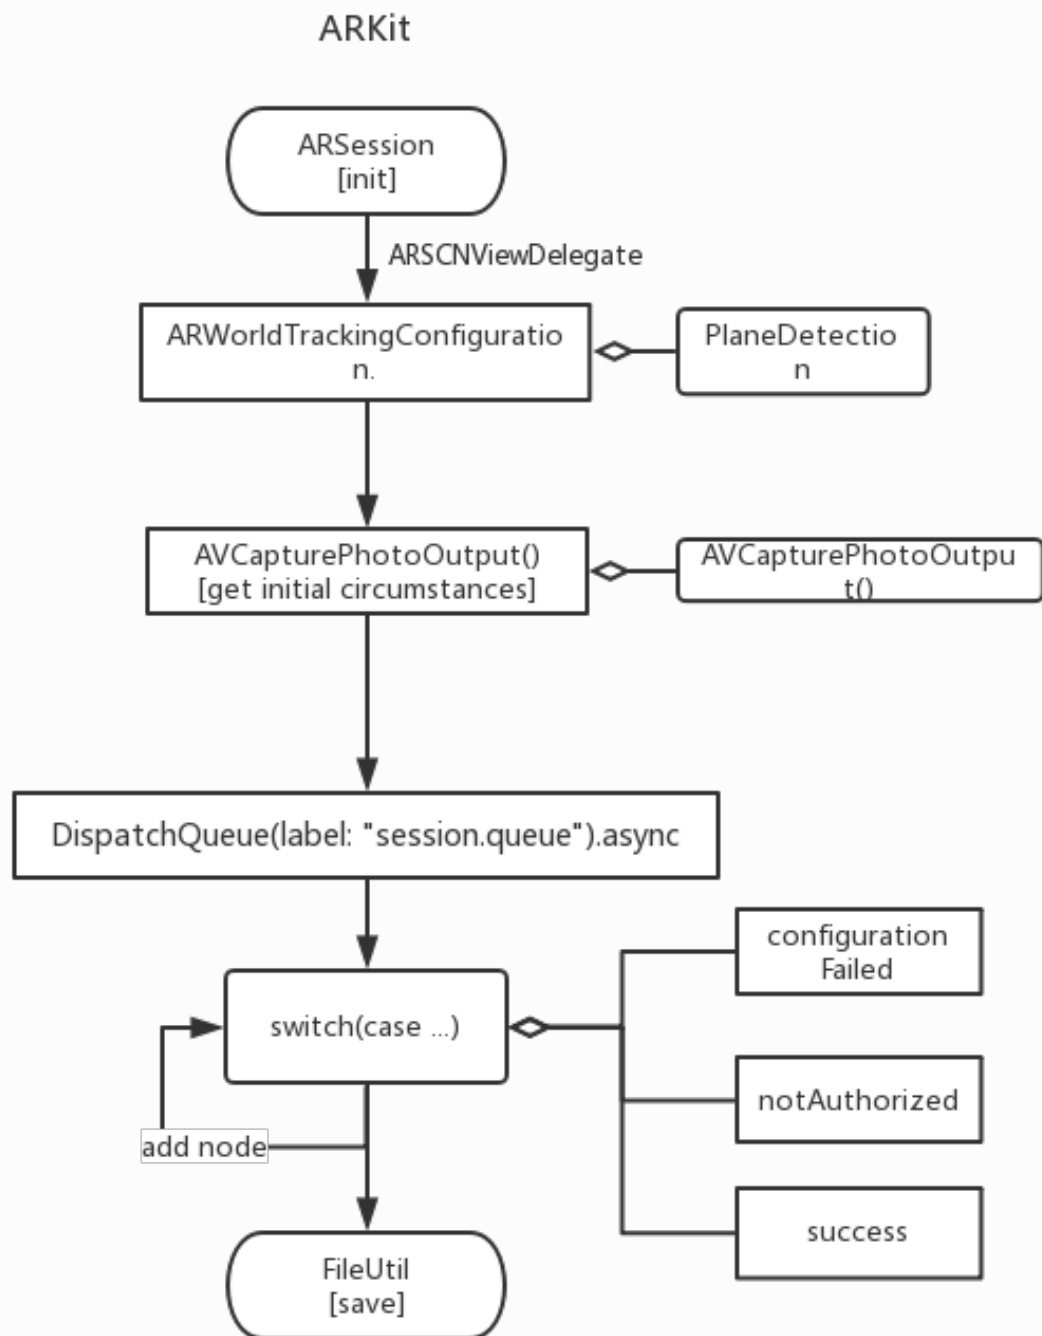 ARKit
ARSession
[init]
ARSCNViewDelegate
ARWorldTrackingConfiguratio
n.
PlaneDetectio
n
AVCapturePhotoOutput()
[get initial circumstances]
AVCapturePhotoOutpu
t()
DispatchQueue(label: "session.queue").async
configuration
Failed
switch(case ...)
notAuthorized
add node
success
FileUtil
[save]